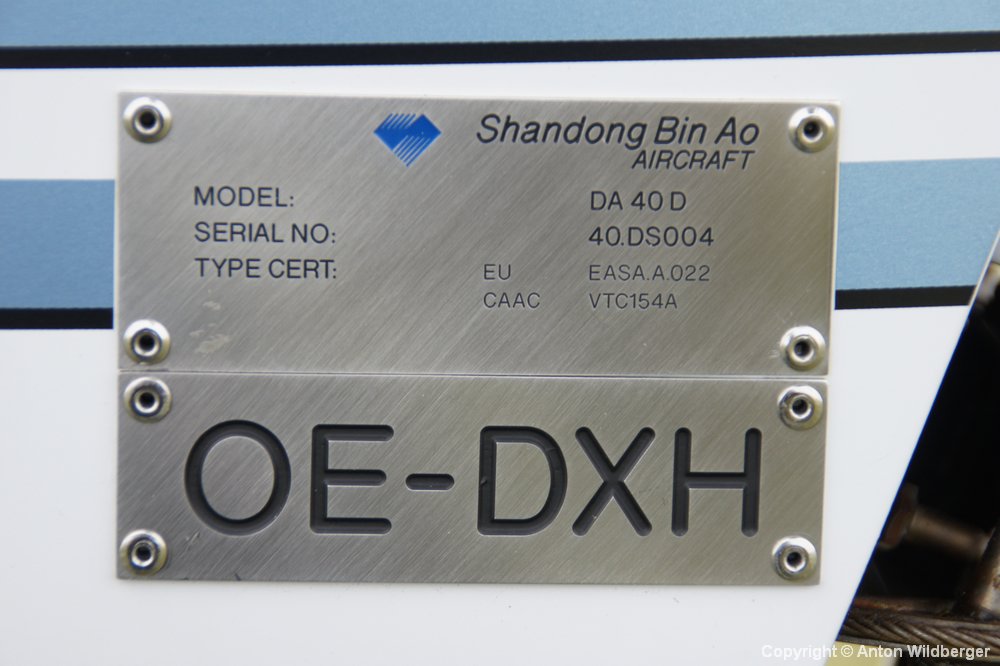 Shandong Bin Ao
AIRCRAFT
MODEL: DA 40 D
SERIAL NO: 40.DS004
TYPE CERT: EU EASA.A.022
CAAC VTC154A
OE-DXH
Copyright © Anton Wildberger